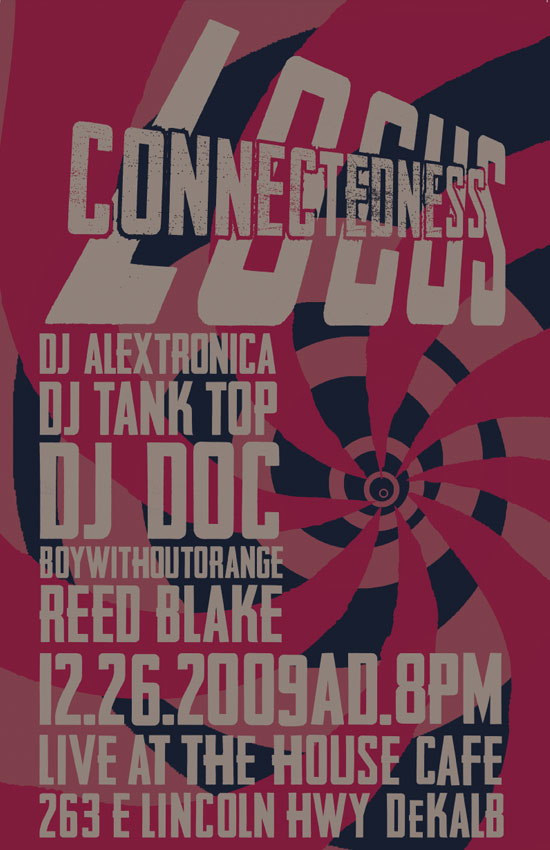 LOCUS
CONNECTEDNESS
DJ ALEXTRONICA
DJ TANK TOP
DJ DOC
BOYWITHOUTORANGE
REED BLAKE
12.26.2009AD.8PM
LIVE AT THE HOUSE CAFE
263 E LINCOLN HWY DEKALB